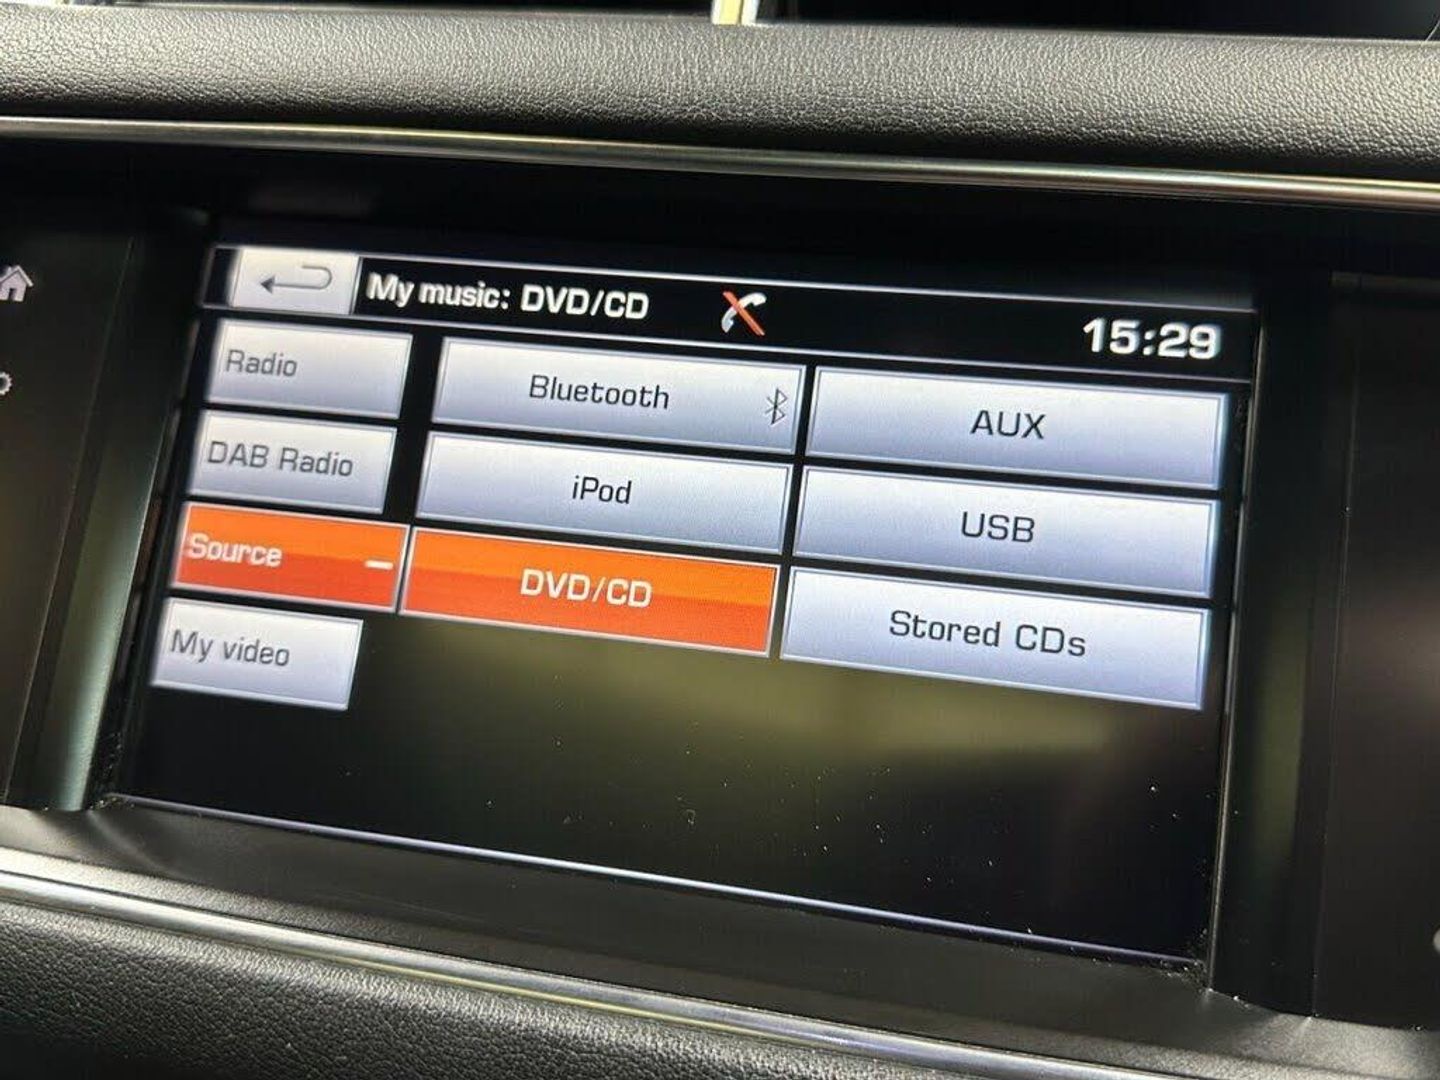 My music: DVD/CD
15:29
Radio
Bluetooth
AUX
DAB Radio
iPod
USB
Source
DVD/CD
Stored CDs
My video